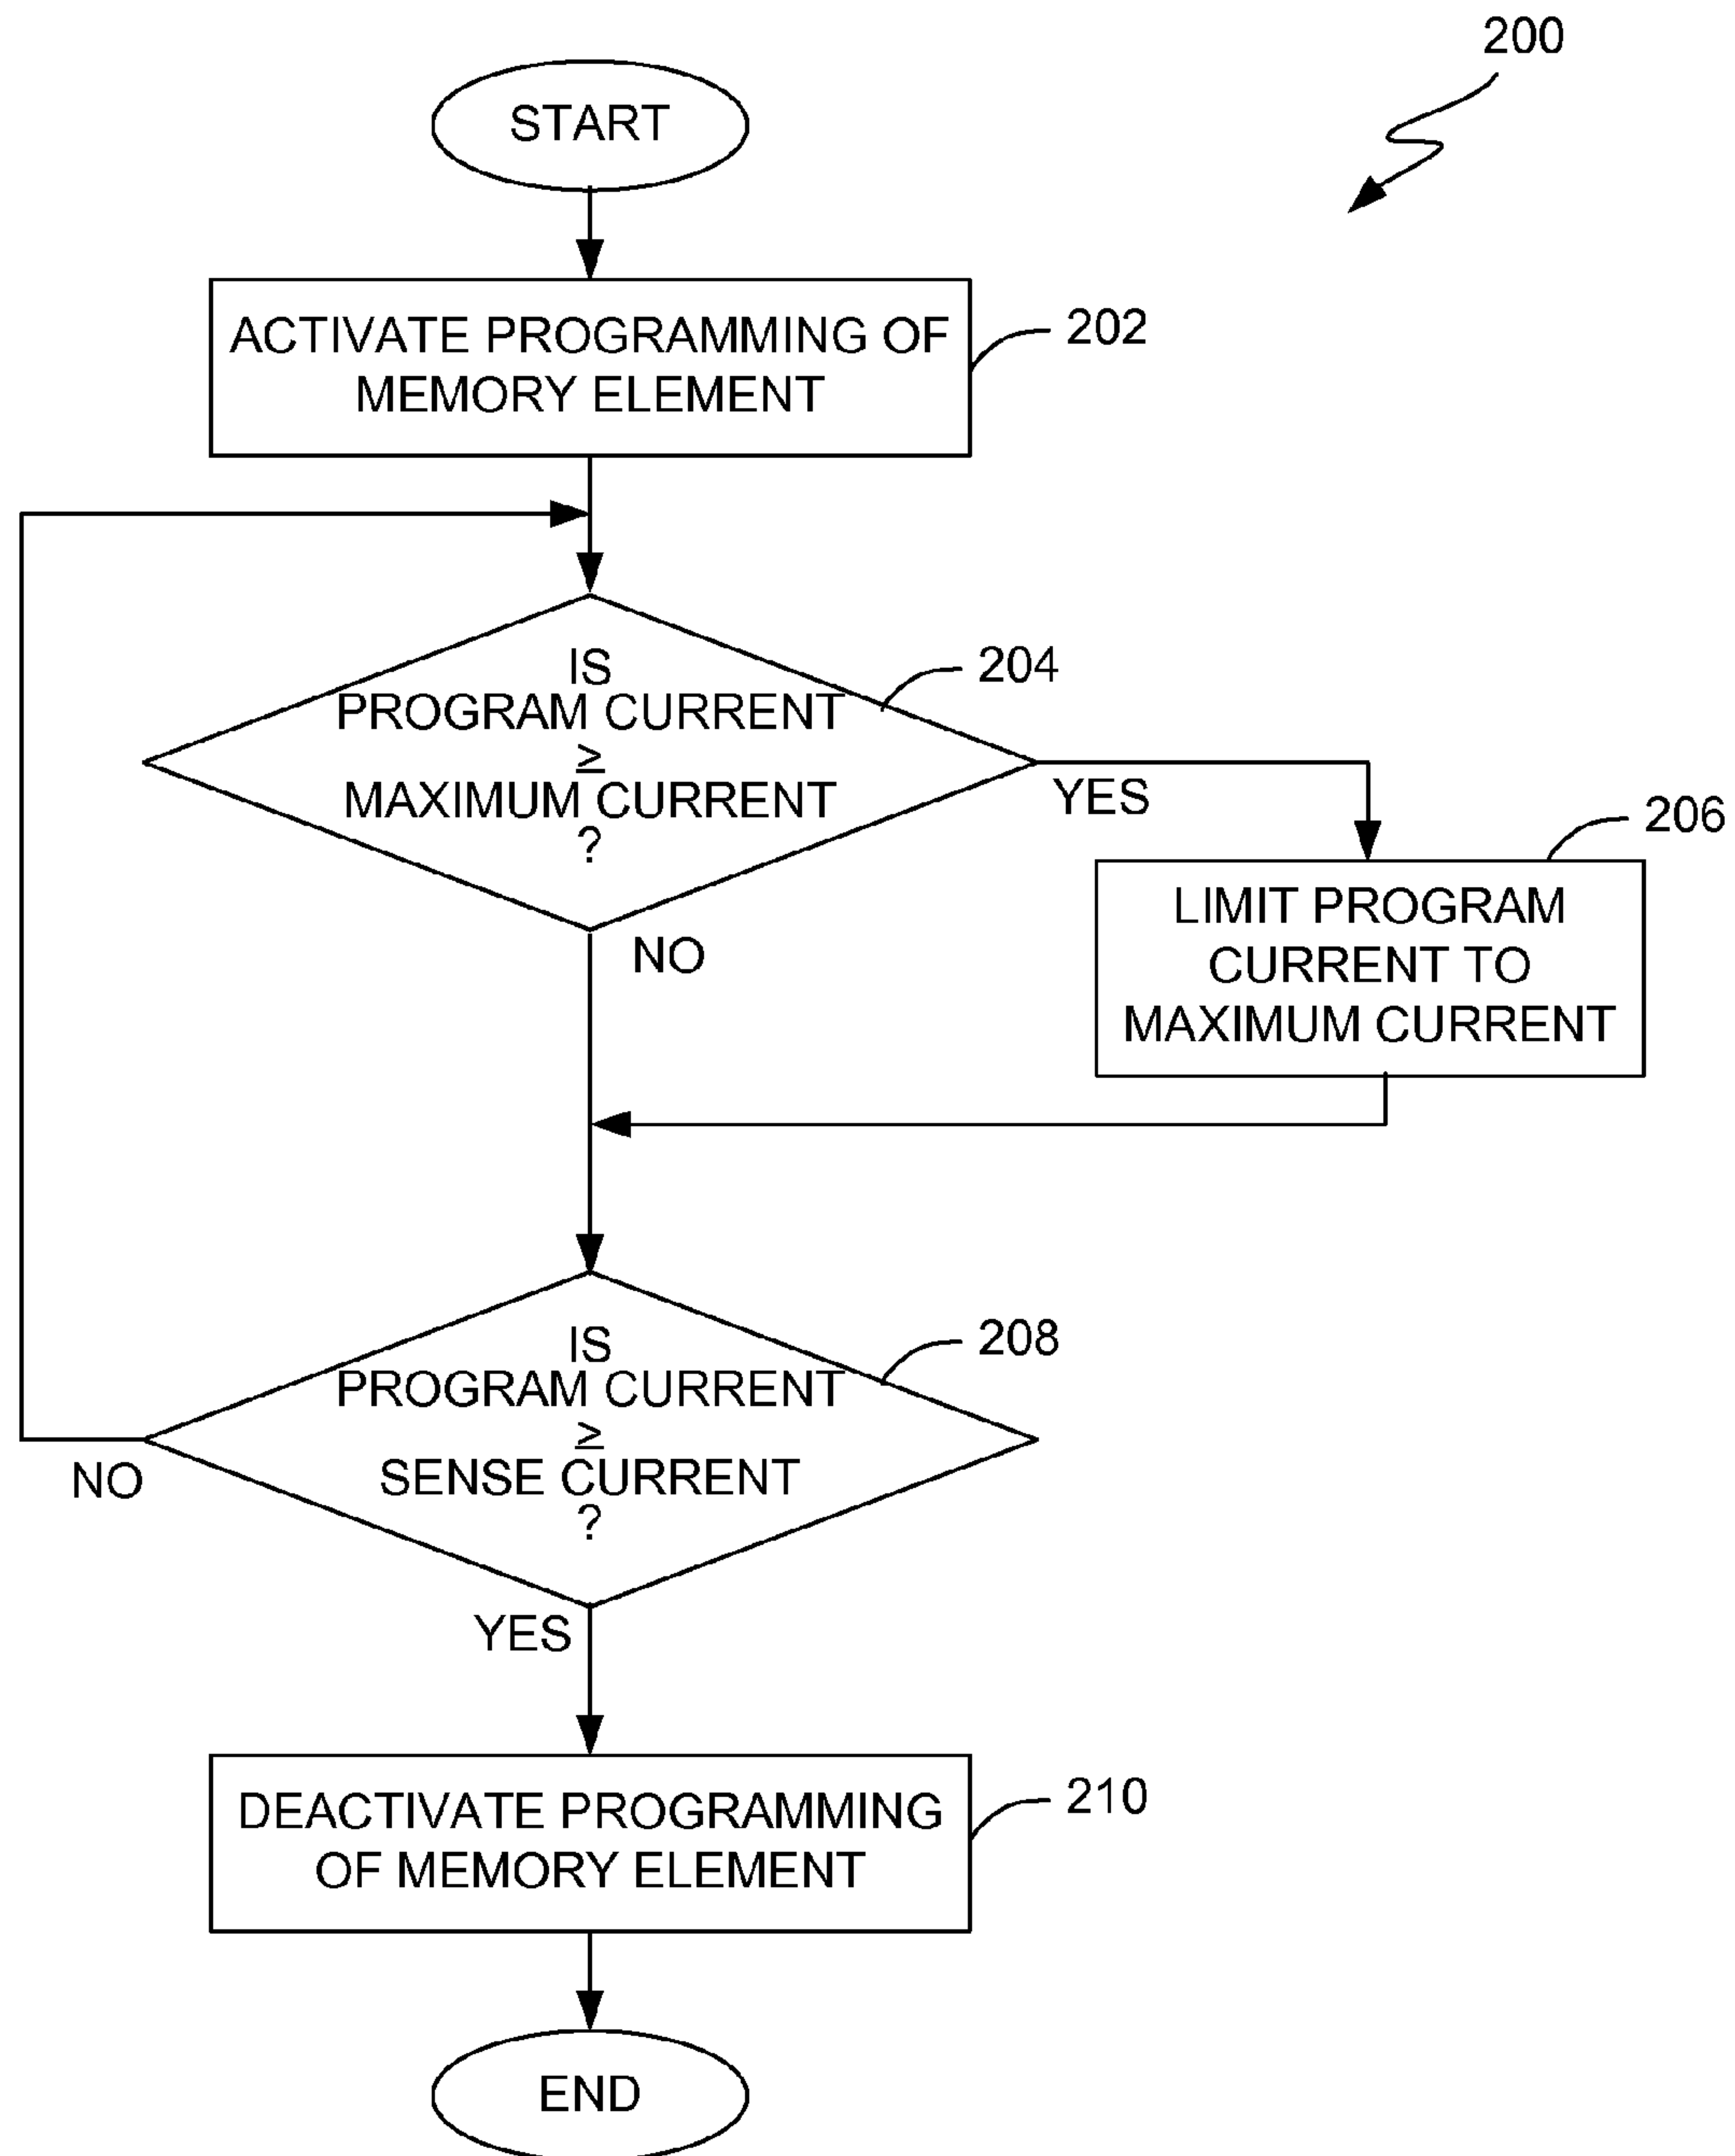 200
START
ACTIVATE PROGRAMMING OF
MEMORY ELEMENT
202
IS
PROGRAM CURRENT
≥
MAXIMUM CURRENT
?
204
YES
NO
206
LIMIT PROGRAM
CURRENT TO
MAXIMUM CURRENT
IS
PROGRAM CURRENT
≥
SENSE CURRENT
?
208
NO
YES
DEACTIVATE PROGRAMMING
OF MEMORY ELEMENT
210
END